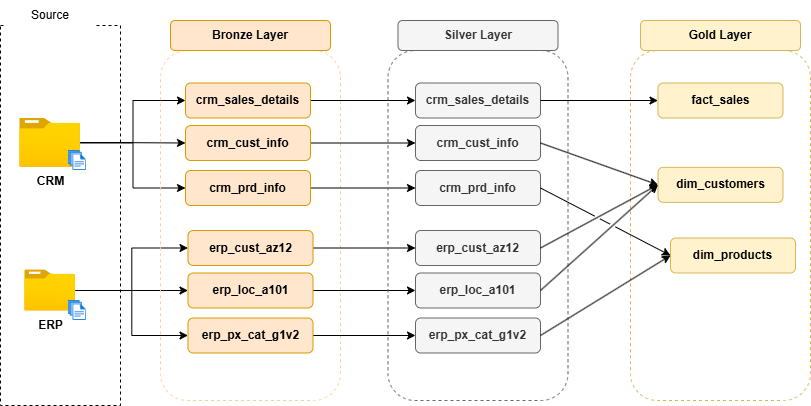 Source
Bronze Layer
Silver Layer
Gold Layer
crm_sales_details
crm_sales_details
fact_sales
crm_cust_info
crm_cust_info
CRM
crm_prd_info
crm_prd_info
dim_customers
erp_cust_az12
erp_cust_az12
dim_products
erp_loc_a101
erp_loc_a101
ERP
erp_px_cat_g1v2
erp_px_cat_g1v2